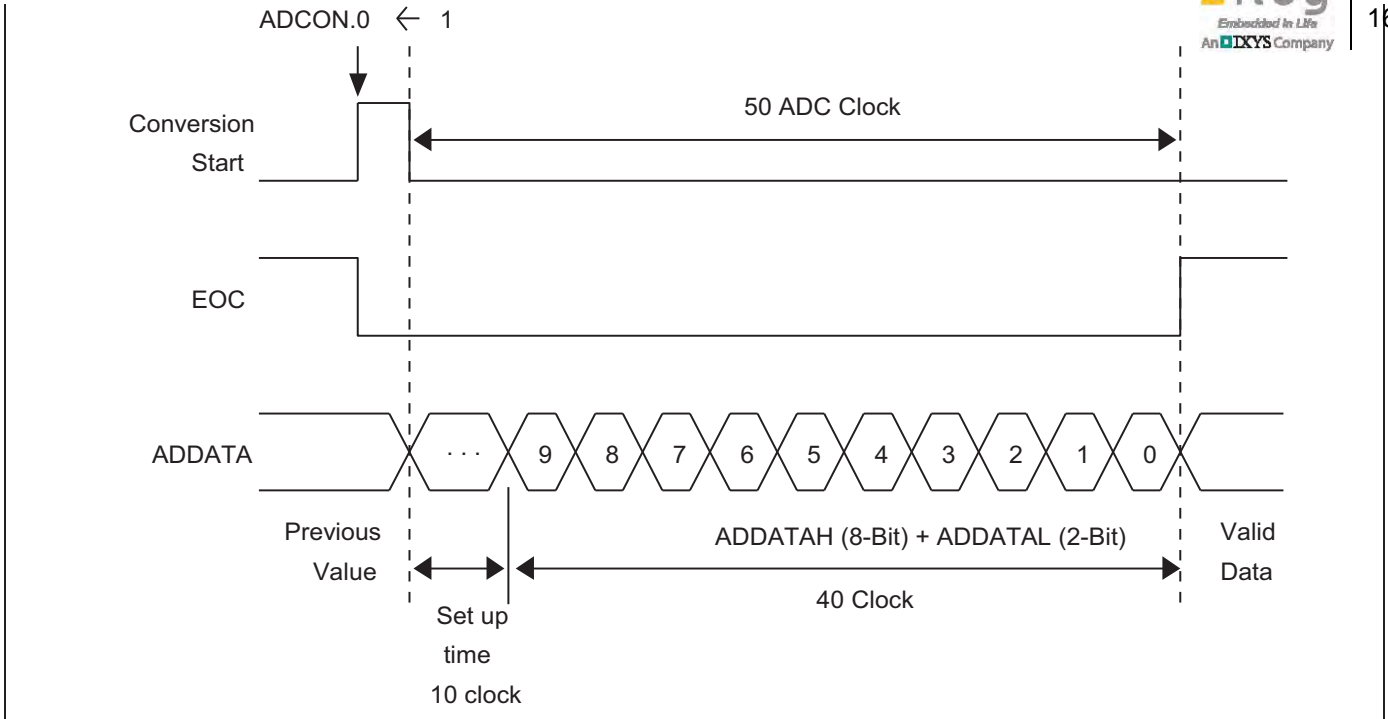 Embedded In Life
An IXYS Company
ADCON.0 ← 1
50 ADC Clock
Conversion
Start
EOC
ADDATA
· · ·
9
8
7
6
5
4
3
2
1
0
Previous
Value
ADDATAH (8-Bit) + ADDATAL (2-Bit)
Valid
Data
40 Clock
Set up
time
10 clock